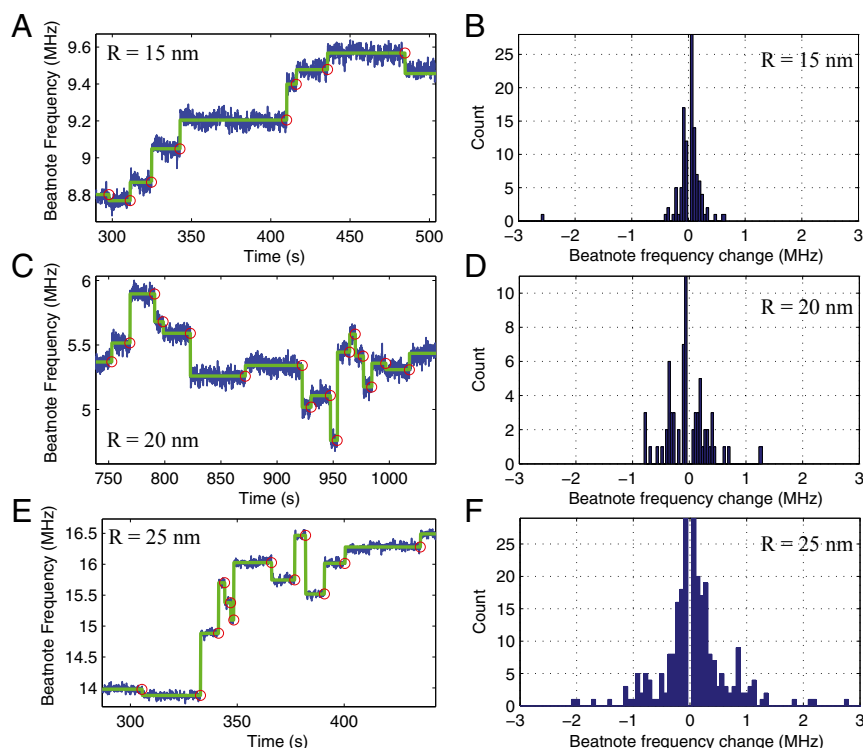 A
R = 15 nm
Beatnote Frequency (MHz)
9.6
9.4
9.2
9
8.8
300
350
400
450
500
Time (s)
B
R = 15 nm
Count
25
20
15
10
5
0
−3
−2
−1
0
1
2
3
Beatnote frequency change (MHz)
C
R = 20 nm
Beatnote Frequency (MHz)
6
5.5
5
750
800
850
900
950
1000
Time (s)
D
R = 20 nm
Count
10
8
6
4
2
0
−3
−2
−1
0
1
2
3
Beatnote frequency change (MHz)
E
R = 25 nm
Beatnote Frequency (MHz)
16.5
16
15.5
15
14
300
350
400
Time (s)
F
R = 25 nm
Count
25
20
15
10
5
0
−3
−2
−1
0
1
2
3
Beatnote frequency change (MHz)